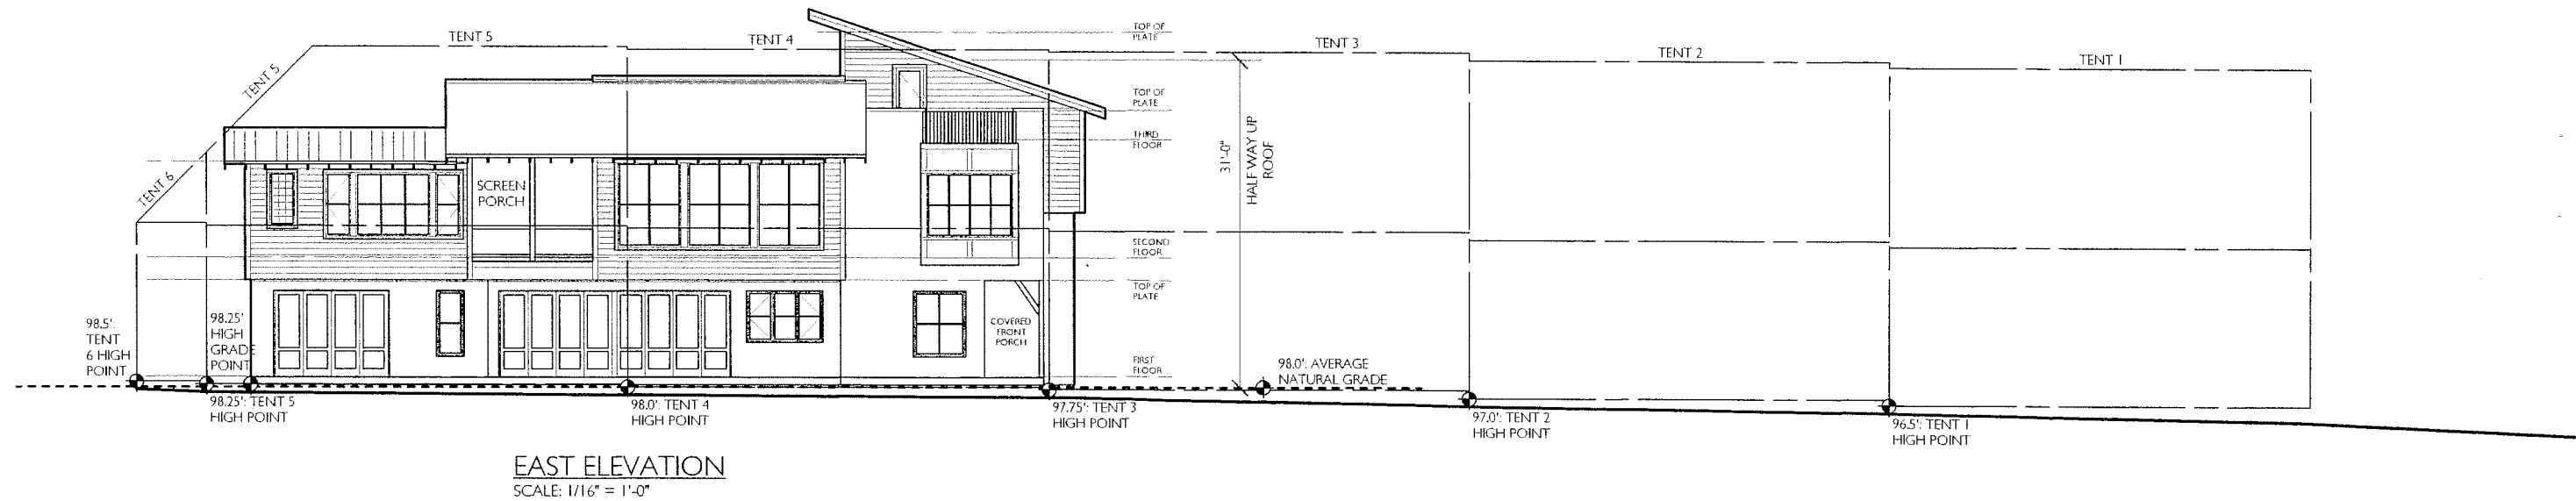 TENT 5
TENT 4
TENT 3
TENT 2
TENT 1
TENT 5
TENT 6
TOP OF
PLATE
TOP OF
PLATE
THIRD
FLOOR
SECOND
FLOOR
TOP OF
PLATE
FIRST
FLOOR
31'-0"
HALF WAY UP
ROOF
SCREEN
PORCH
COVERED
FRONT
PORCH
98.5':
TENT
6 HIGH
POINT
98.25'
HIGH
GRADE
POINT
98.25': TENT 5
HIGH POINT
98.0': TENT 4
HIGH POINT
97.75': TENT 3
HIGH POINT
98.0': AVERAGE
NATURAL GRADE
97.0': TENT 2
HIGH POINT
96.5': TENT 1
HIGH POINT
EAST ELEVATION
SCALE: 1/16" = 1'-0"